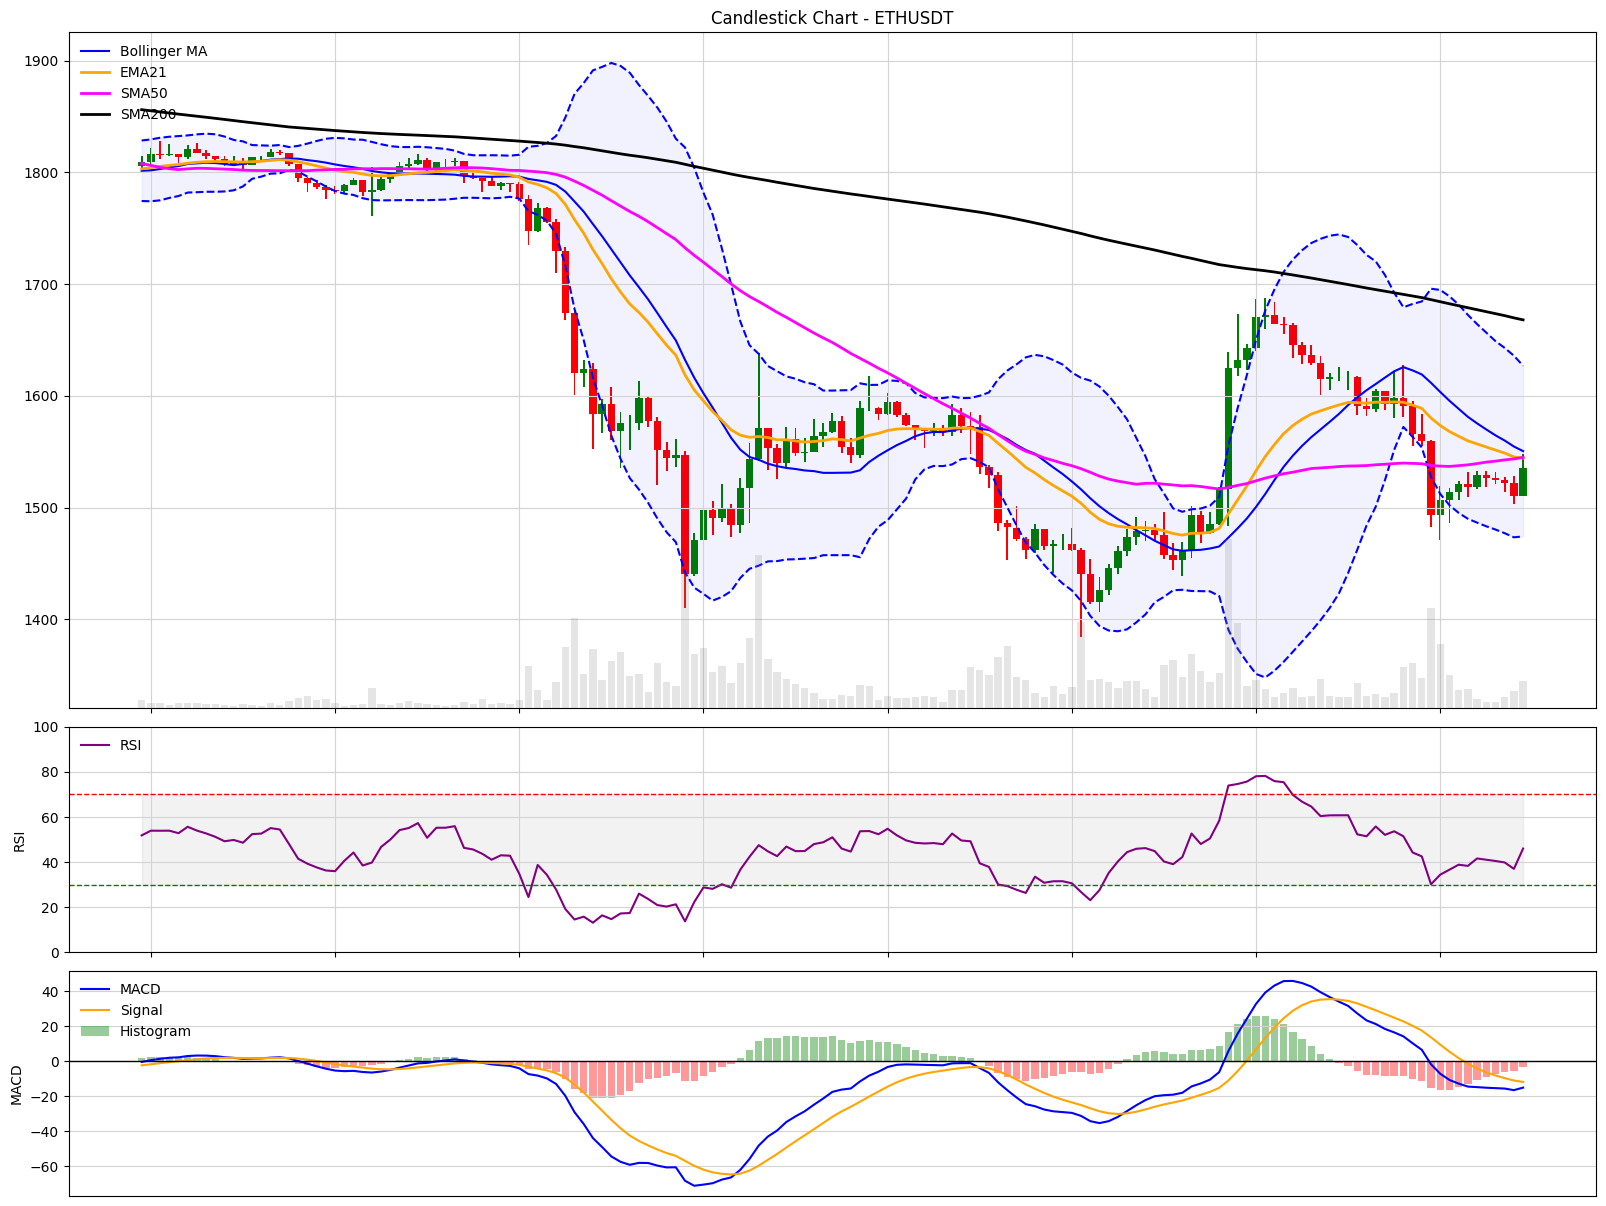 Candlestick Chart - ETHUSDT
Bollinger MA
EMA21
SMA50
SMA200
1900
1800
1700
1600
1500
1400
RSI
100
80
60
40
20
0
RSI
MACD
Signal
Histogram
40
20
0
−20
−40
−60
MACD